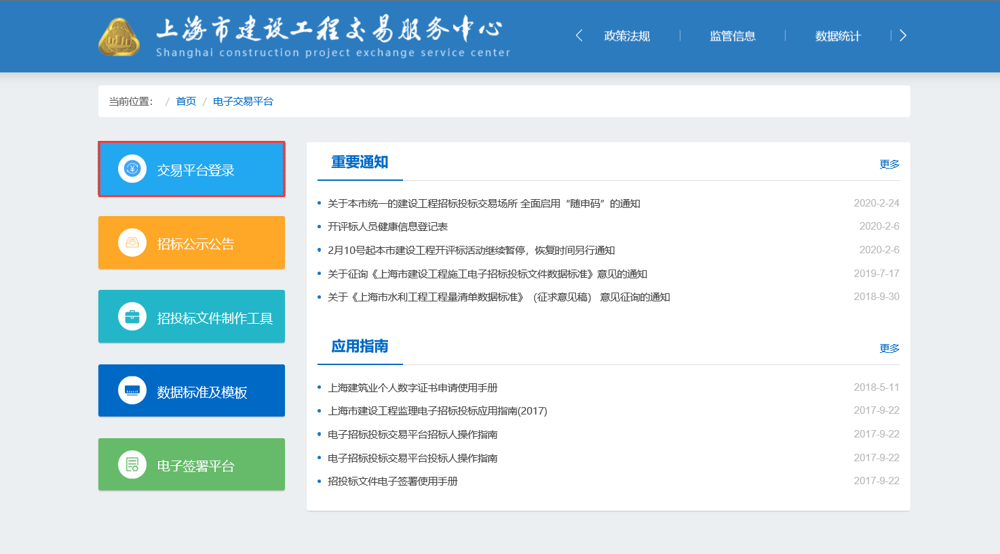 上海市建设工程交易服务中心
Shanghai construction project exchange service center
政策法规
监管信息
数据统计
当前位置： / 首页 / 电子交易平台
交易平台登录
招标公示公告
招投标文件制作工具
数据标准及模板
电子签署平台
重要通知
更多
关于本市统一的建设工程招标投标交易场所 全面启用“随申码”的通知 2020-2-24
开评标人员健康信息登记表 2020-2-6
2月10号起本市建设工程开评标活动继续暂停，恢复时间另行通知 2020-2-6
关于征询《上海市建设工程施工电子招标投标文件数据标准》意见的通知 2019-7-17
关于《上海市水利工程工程量清单数据标准》（征求意见稿） 意见征询的通知 2018-9-30
应用指南
更多
上海建筑业个人数字证书申请使用手册 2018-5-11
上海市建设工程监理电子招标投标应用指南(2017) 2017-9-22
电子招标投标交易平台招标人操作指南 2017-9-22
电子招标投标交易平台投标人操作指南 2017-9-22
招投标文件电子签署使用手册 2017-9-22